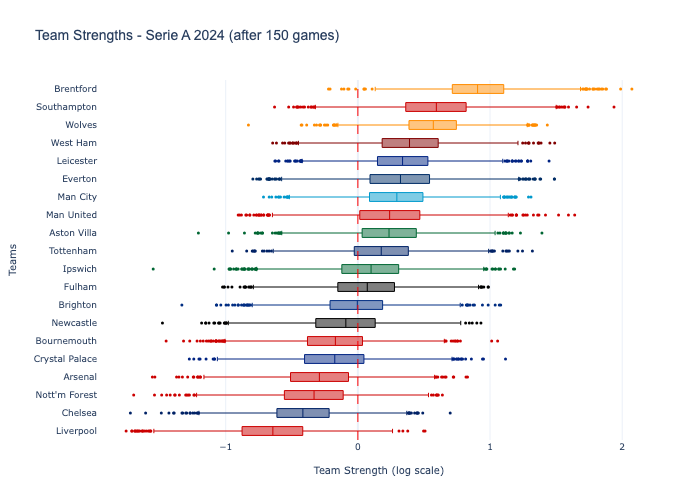 Team Strengths - Serie A 2024 (after 150 games)
Brentford
Southampton
Wolves
West Ham
Leicester
Everton
Man City
Man United
Aston Villa
Tottenham
Ipswich
Fulham
Brighton
Newcastle
Bournemouth
Crystal Palace
Arsenal
Nott'm Forest
Chelsea
Liverpool
Teams
−1
0
1
2
Team Strength (log scale)